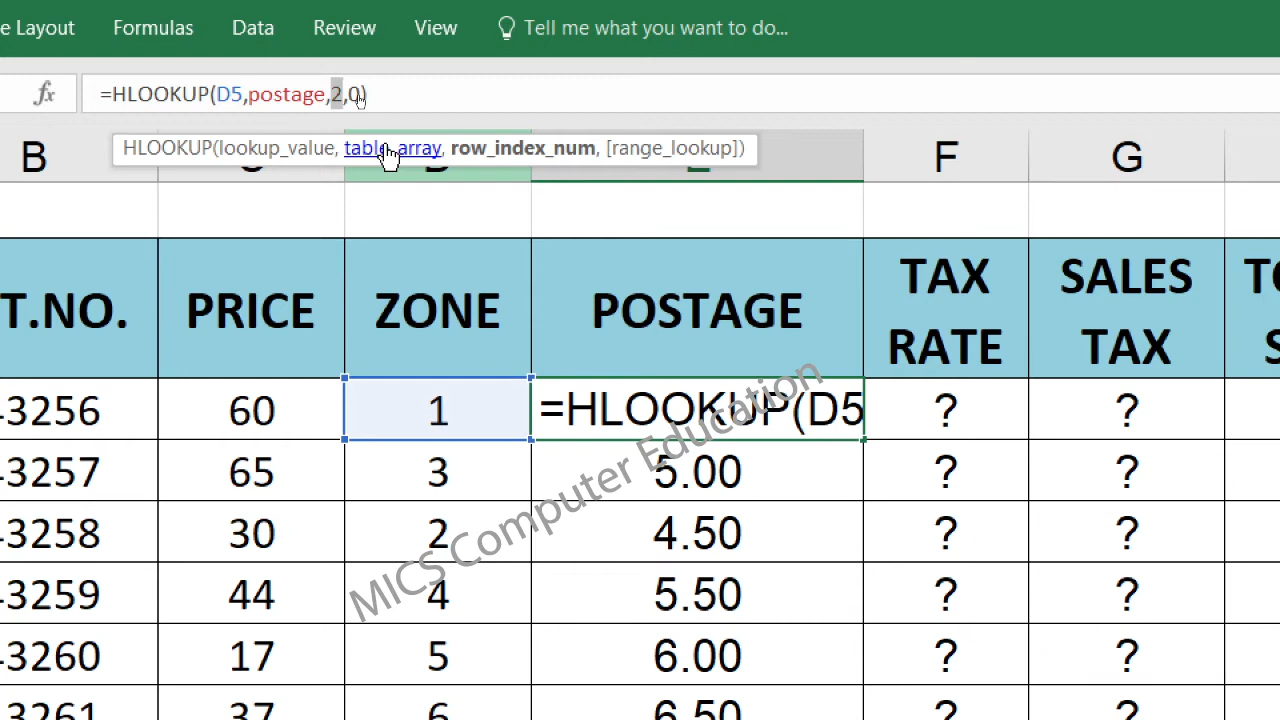 e Layout Formulas Data Review View Tell me what you want to do...
fx =HLOOKUP(D5,postage,2,0)
HLOOKUP(lookup_value, table_array, row_index_num, [range_lookup])
B F G
T.NO. PRICE ZONE POSTAGE TAX RATE SALES TAX
3256 60 1 =HLOOKUP(D5 ? ?
3257 65 3 5.00 ? ?
3258 30 2 4.50 ? ?
3259 44 4 5.50 ? ?
3260 17 5 6.00 ? ?
3261 37 6 6.50 ? ?
MICS Computer Education